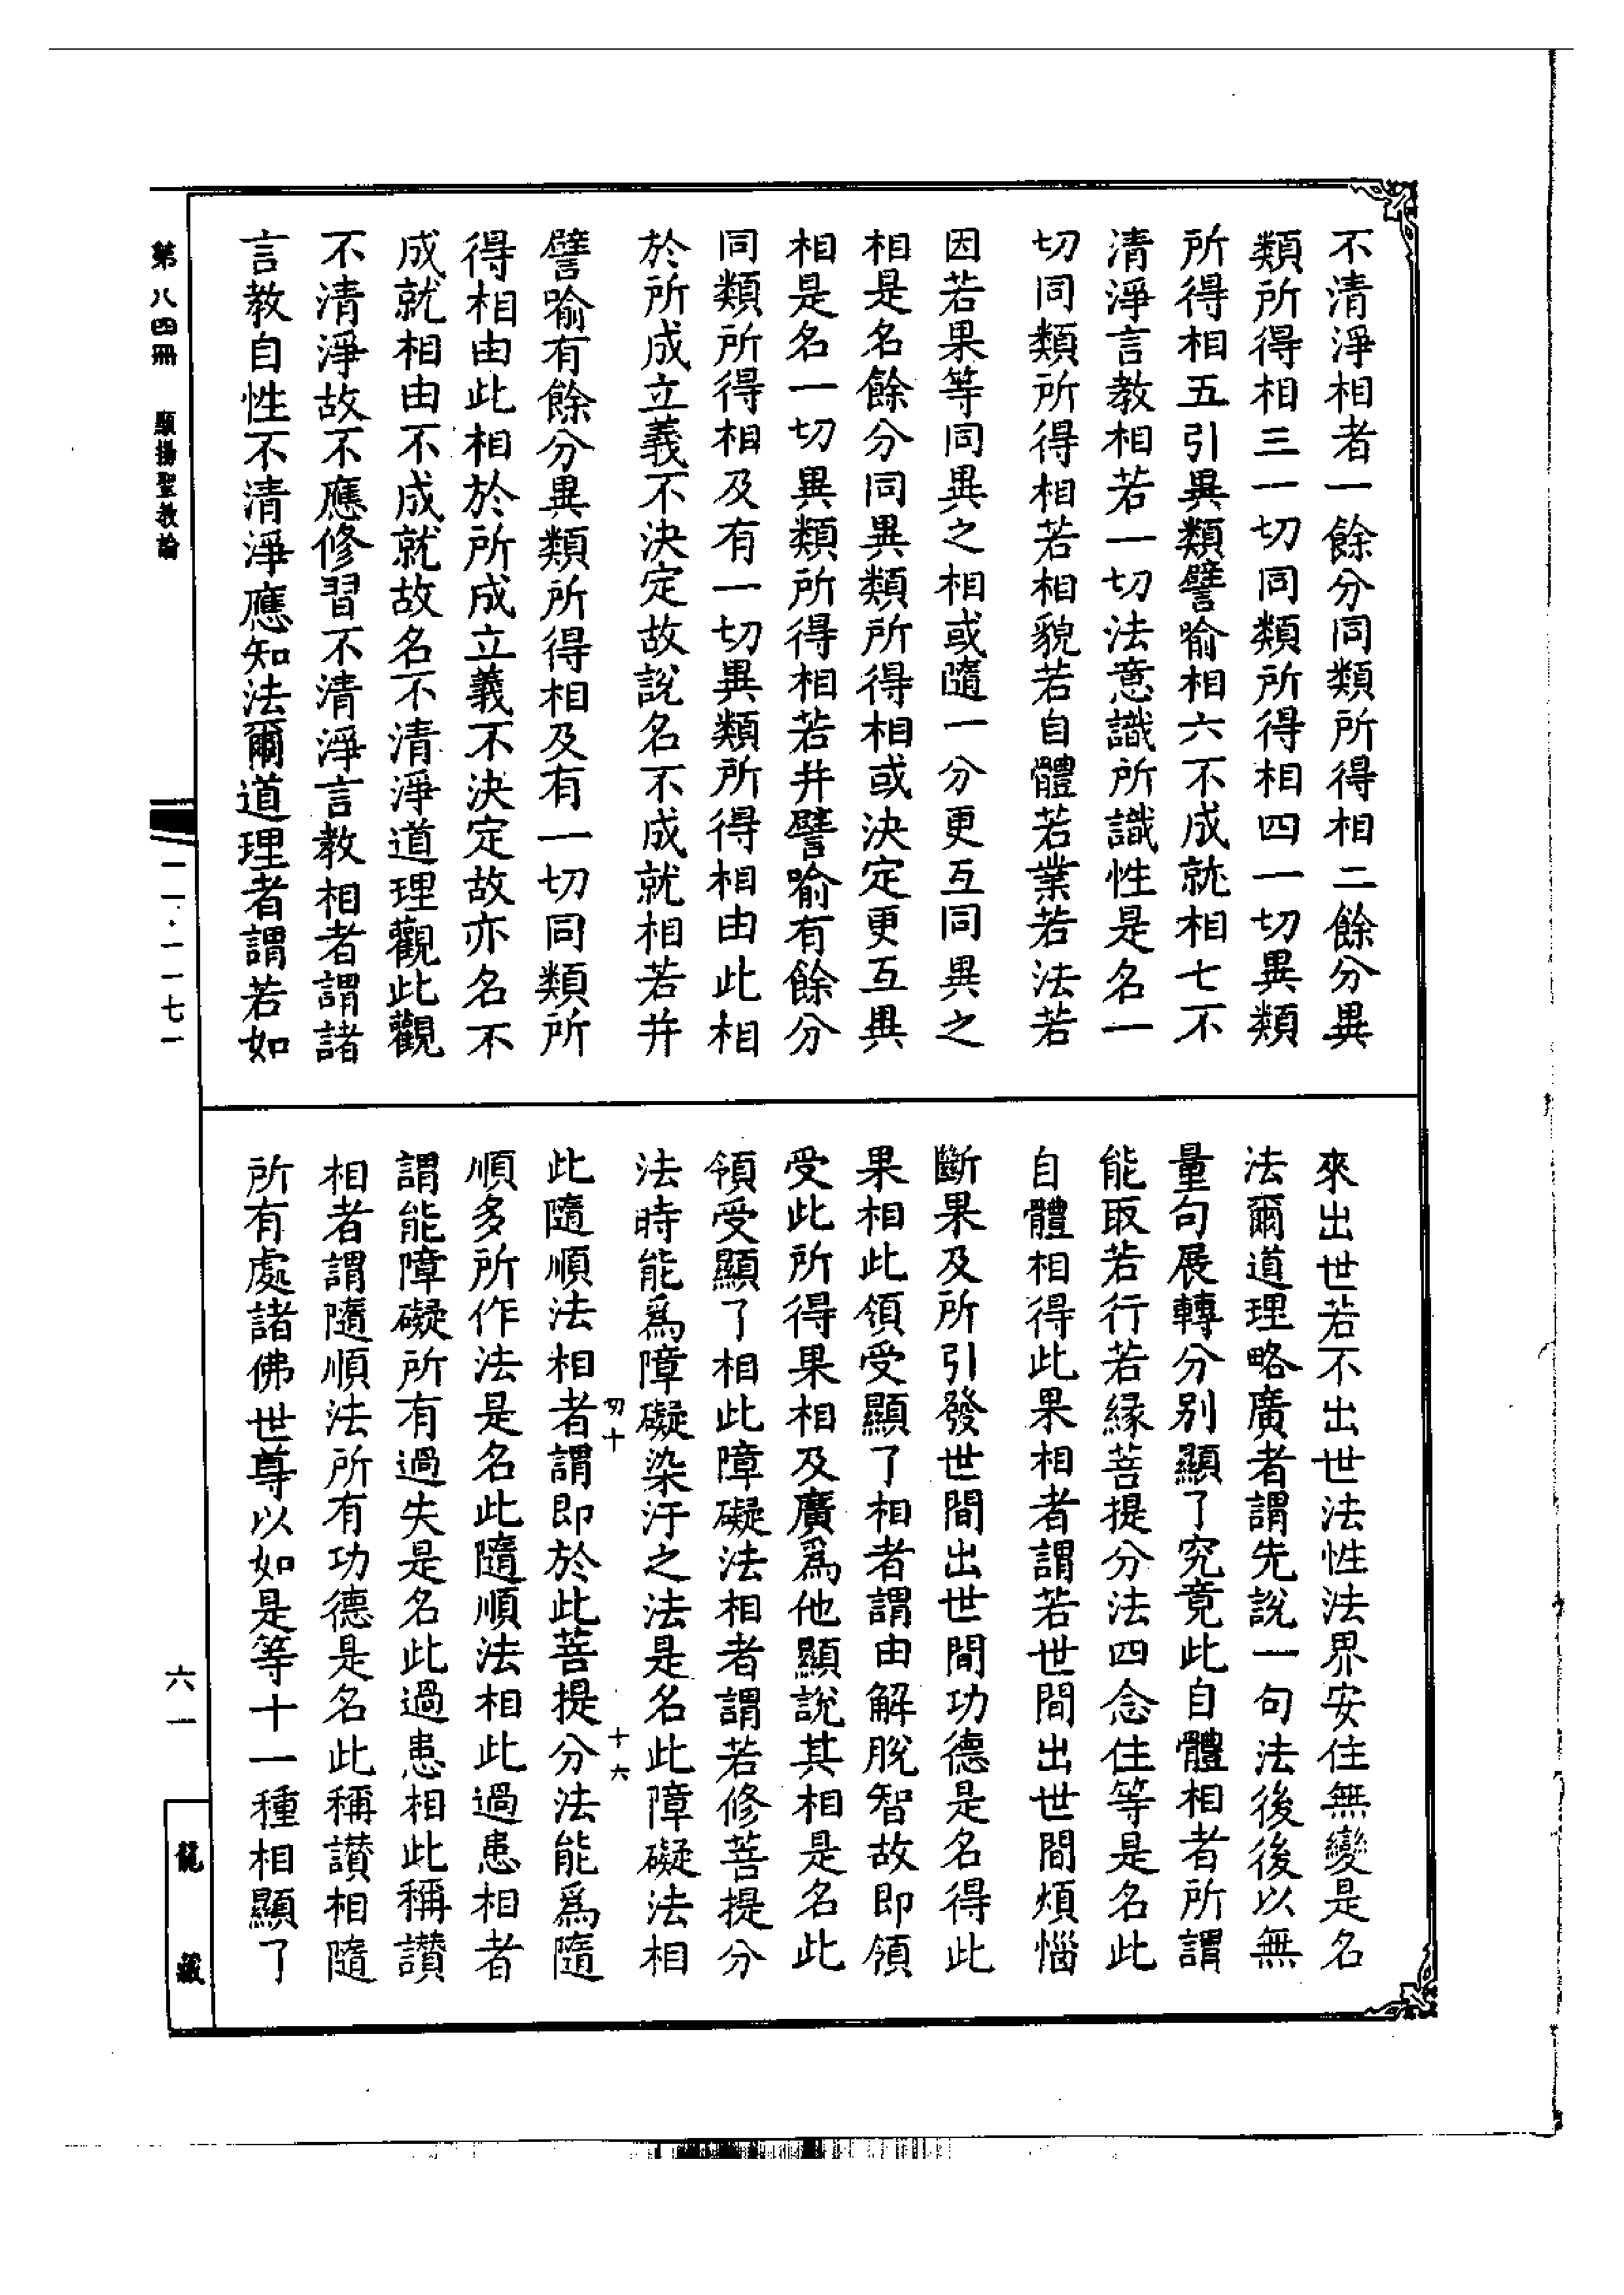 不清淨相者一餘分同類所得相二餘分異
類所得相三一切同類所得相四一切異類
所得相五引異類譬喻相六不成就相七不
清淨言教相若一切法意識所識性是名一
切同類所得相若相貌若自體若業若法若
因若果等同異之相或隨一分更互同異之
相是名餘分同異類所得相或決定更互異
相是名一切異類所得相若并譬喻有餘分
同類所得相及有一切異類所得相由此相
於所成立義不決定故說名不成就相若并
譬喻有餘分異類所得相及有一切同類所
得相由此相於所成立義不決定故亦名不
成就相由不成就故名不清淨道理觀此觀
不清淨故不應修習不清淨言教相者謂諸
言教自性不清淨應知法爾道理者謂若如
來出世若不出世法性法界安住無變是名
法爾道理略廣者謂先說一句法後後以無
量句展轉分別顯了究竟此自體相者所謂
能取若行若緣菩提分法四念住等是名此
自體相得此果相者謂若世間出世間煩惱
斷果及所引發世間出世間功德是名得此
果相此領受顯了相者謂由解脫智故即領
受此所得果相及廣爲他顯說其相是名此
領受顯了相此障礙法相者謂若修菩提分
法時能爲障礙染汙之法是名此障礙法相
此隨順法相者謂即於此菩提分法能爲隨
順多所作法是名此隨順法相此過患相者
謂能障礙所有過失是名此過患相此稱讚
相者謂隨順法所有功德是名此稱讚相隨
所有處諸佛世尊以如是等十一種相顯了
十六
第八四冊 顯揚聖教論
一一·一一七一
六一
龍藏